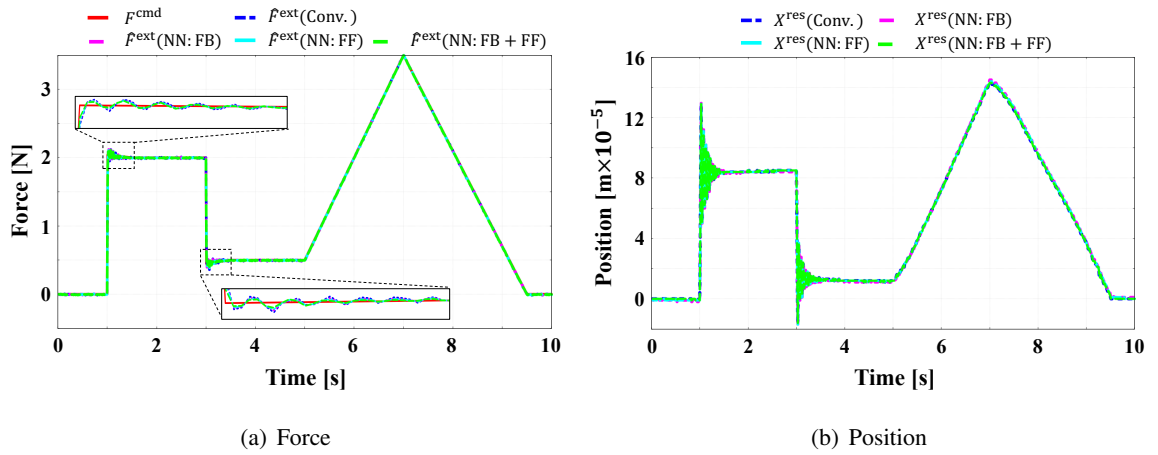 F^cmd F̂^ext(Conv.)
F̂^ext(NN: FB) F̂^ext(NN: FF) F̂^ext(NN: FB + FF)
3
2
1
0
Force [N]
0 2 4 6 8 10
Time [s]
(a) Force
X^res(Conv.) X^res(NN: FB)
X^res(NN: FF) X^res(NN: FB + FF)
16
12
8
4
0
Position [m×10^−5]
0 2 4 6 8 10
Time [s]
(b) Position